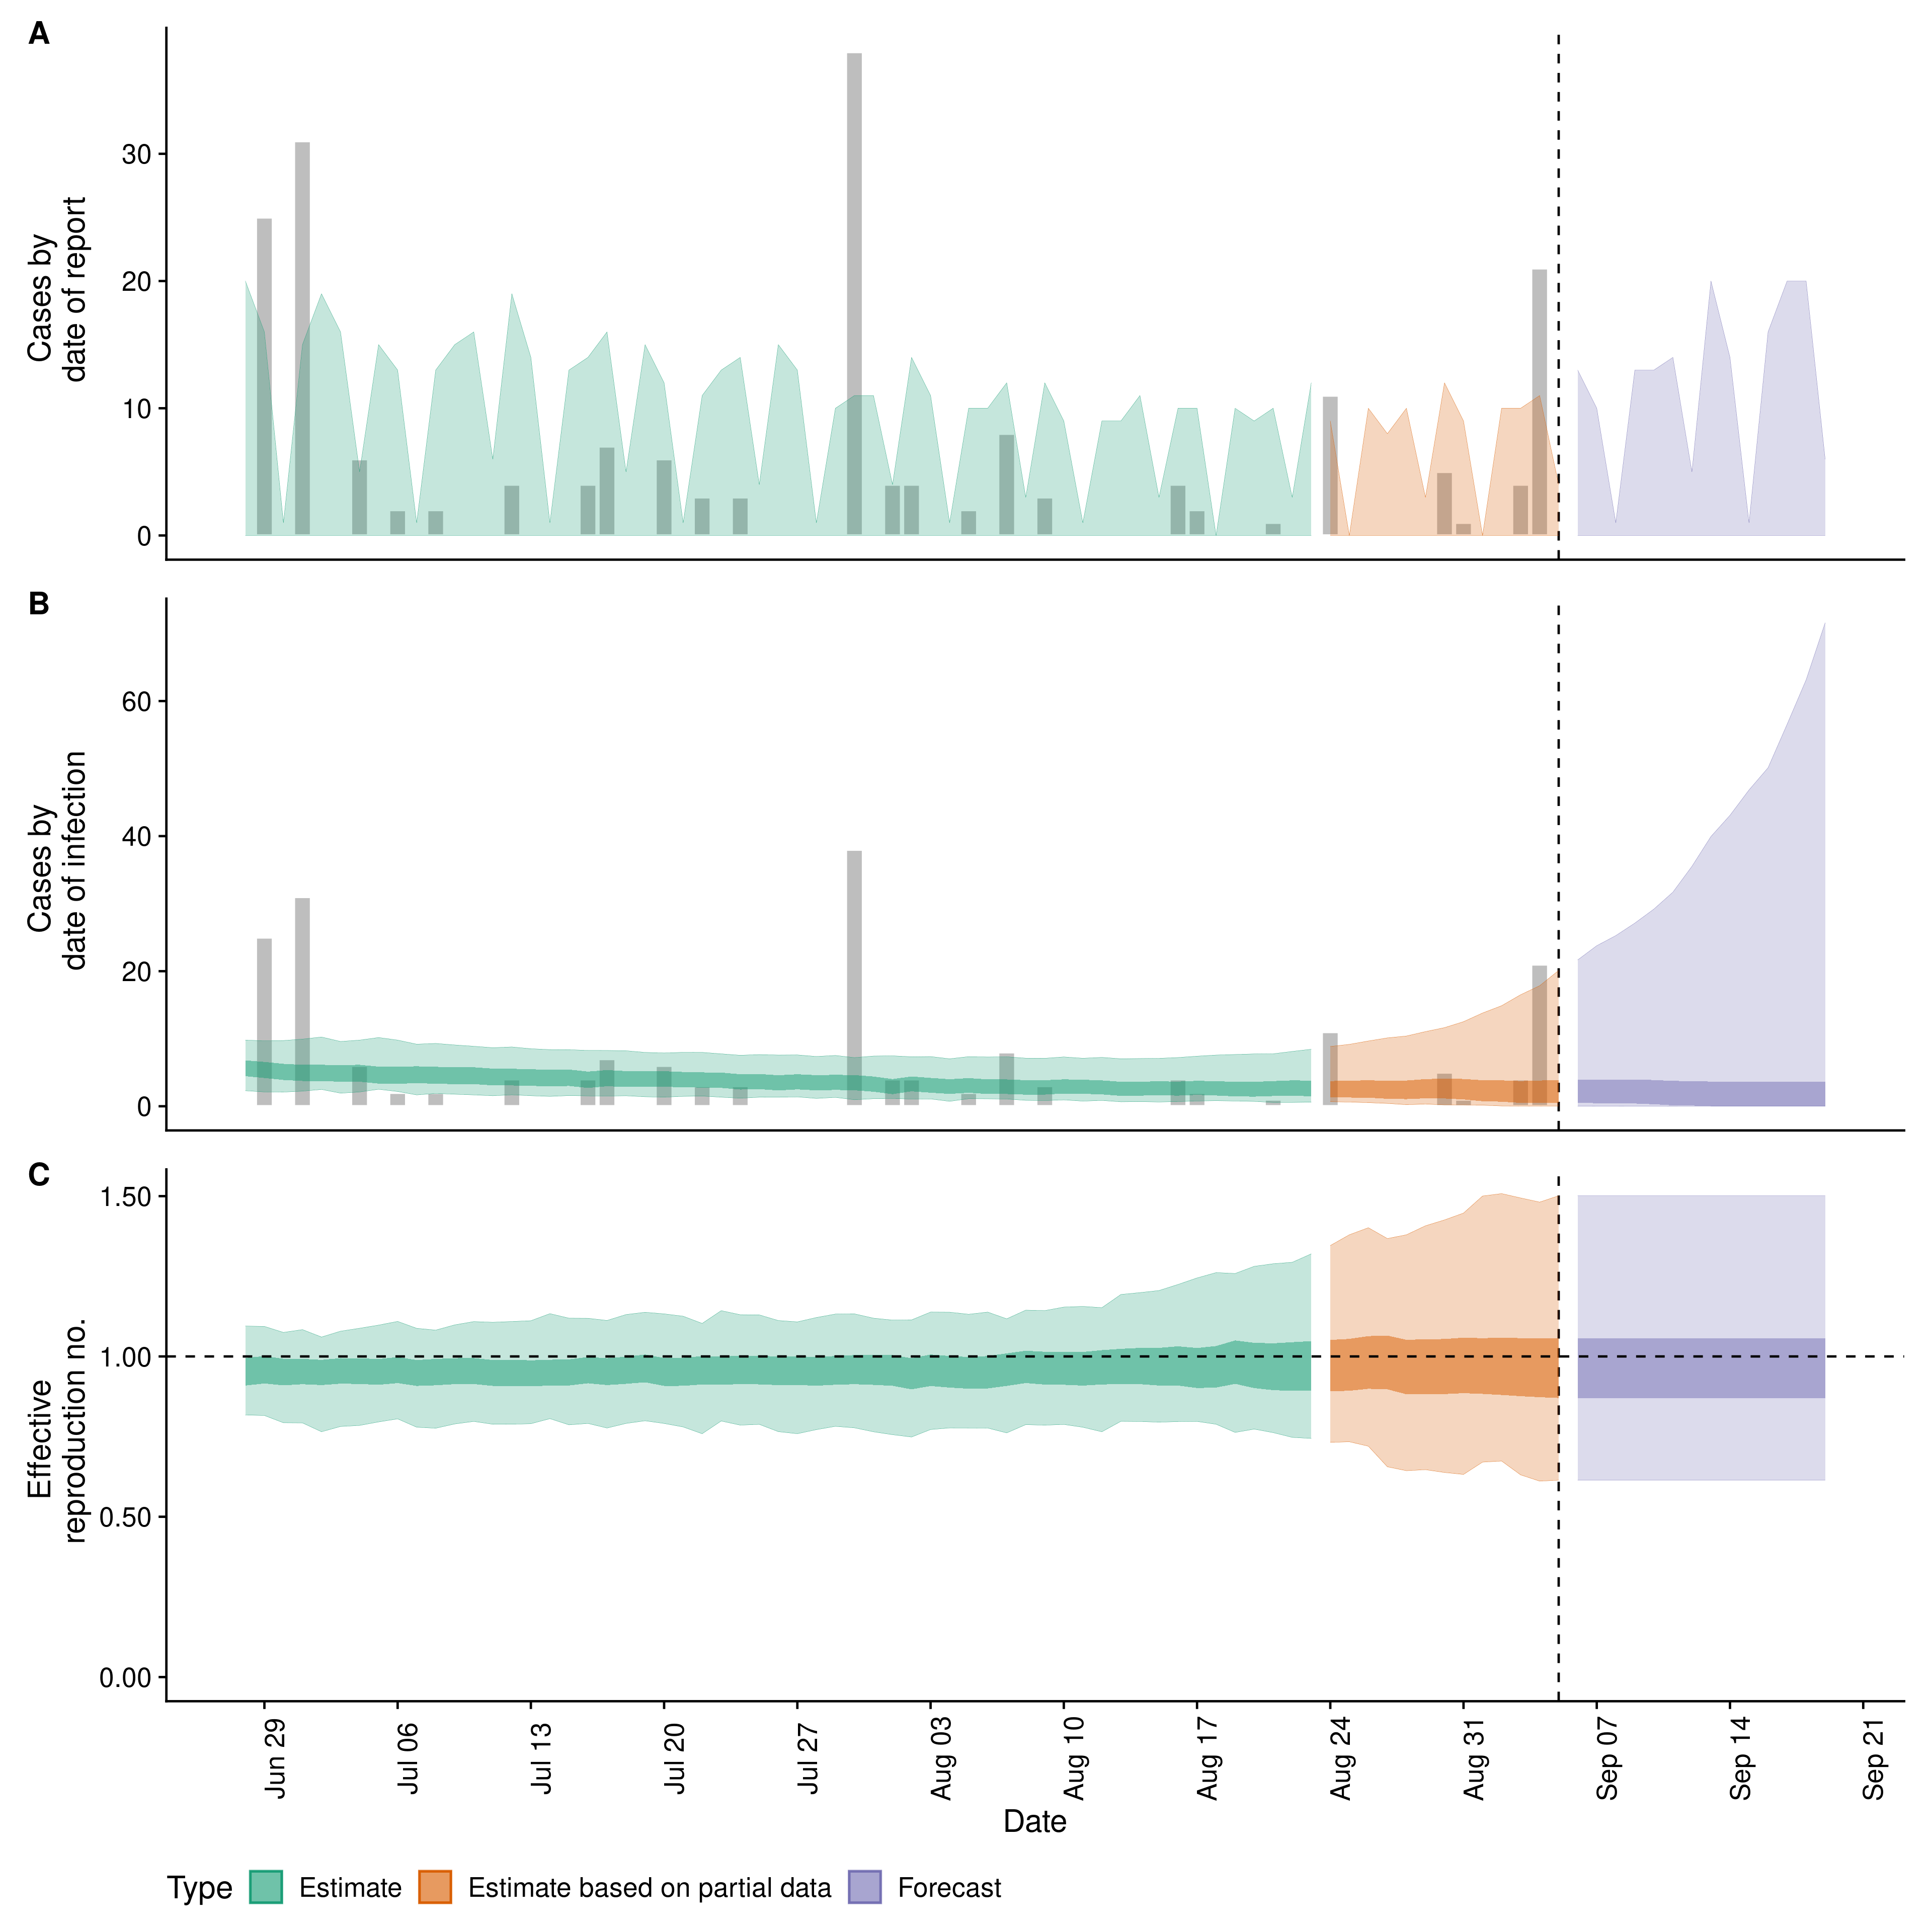 A
Cases by
date of report
30
20
10
0
B
Cases by
date of infection
60
40
20
0
C
Effective
reproduction no.
1.50
1.00
0.50
0.00
Jun 29
Jul 06
Jul 13
Jul 20
Jul 27
Aug 03
Aug 10
Aug 17
Aug 24
Aug 31
Sep 07
Sep 14
Sep 21
Date
Type Estimate Estimate based on partial data Forecast